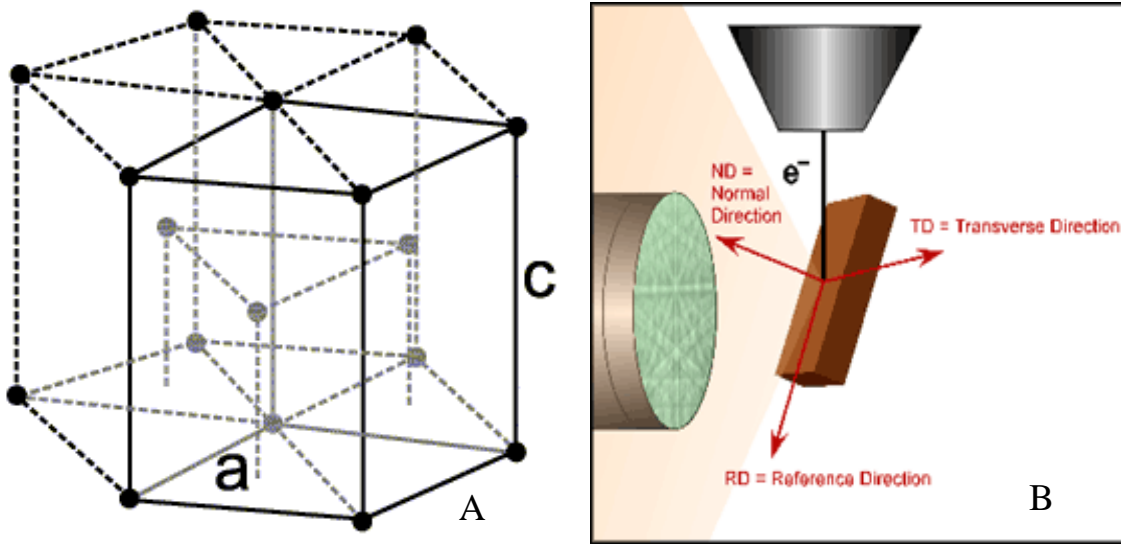 c
a
A
e−
ND =
Normal
Direction
TD = Transverse Direction
RD = Reference Direction
B